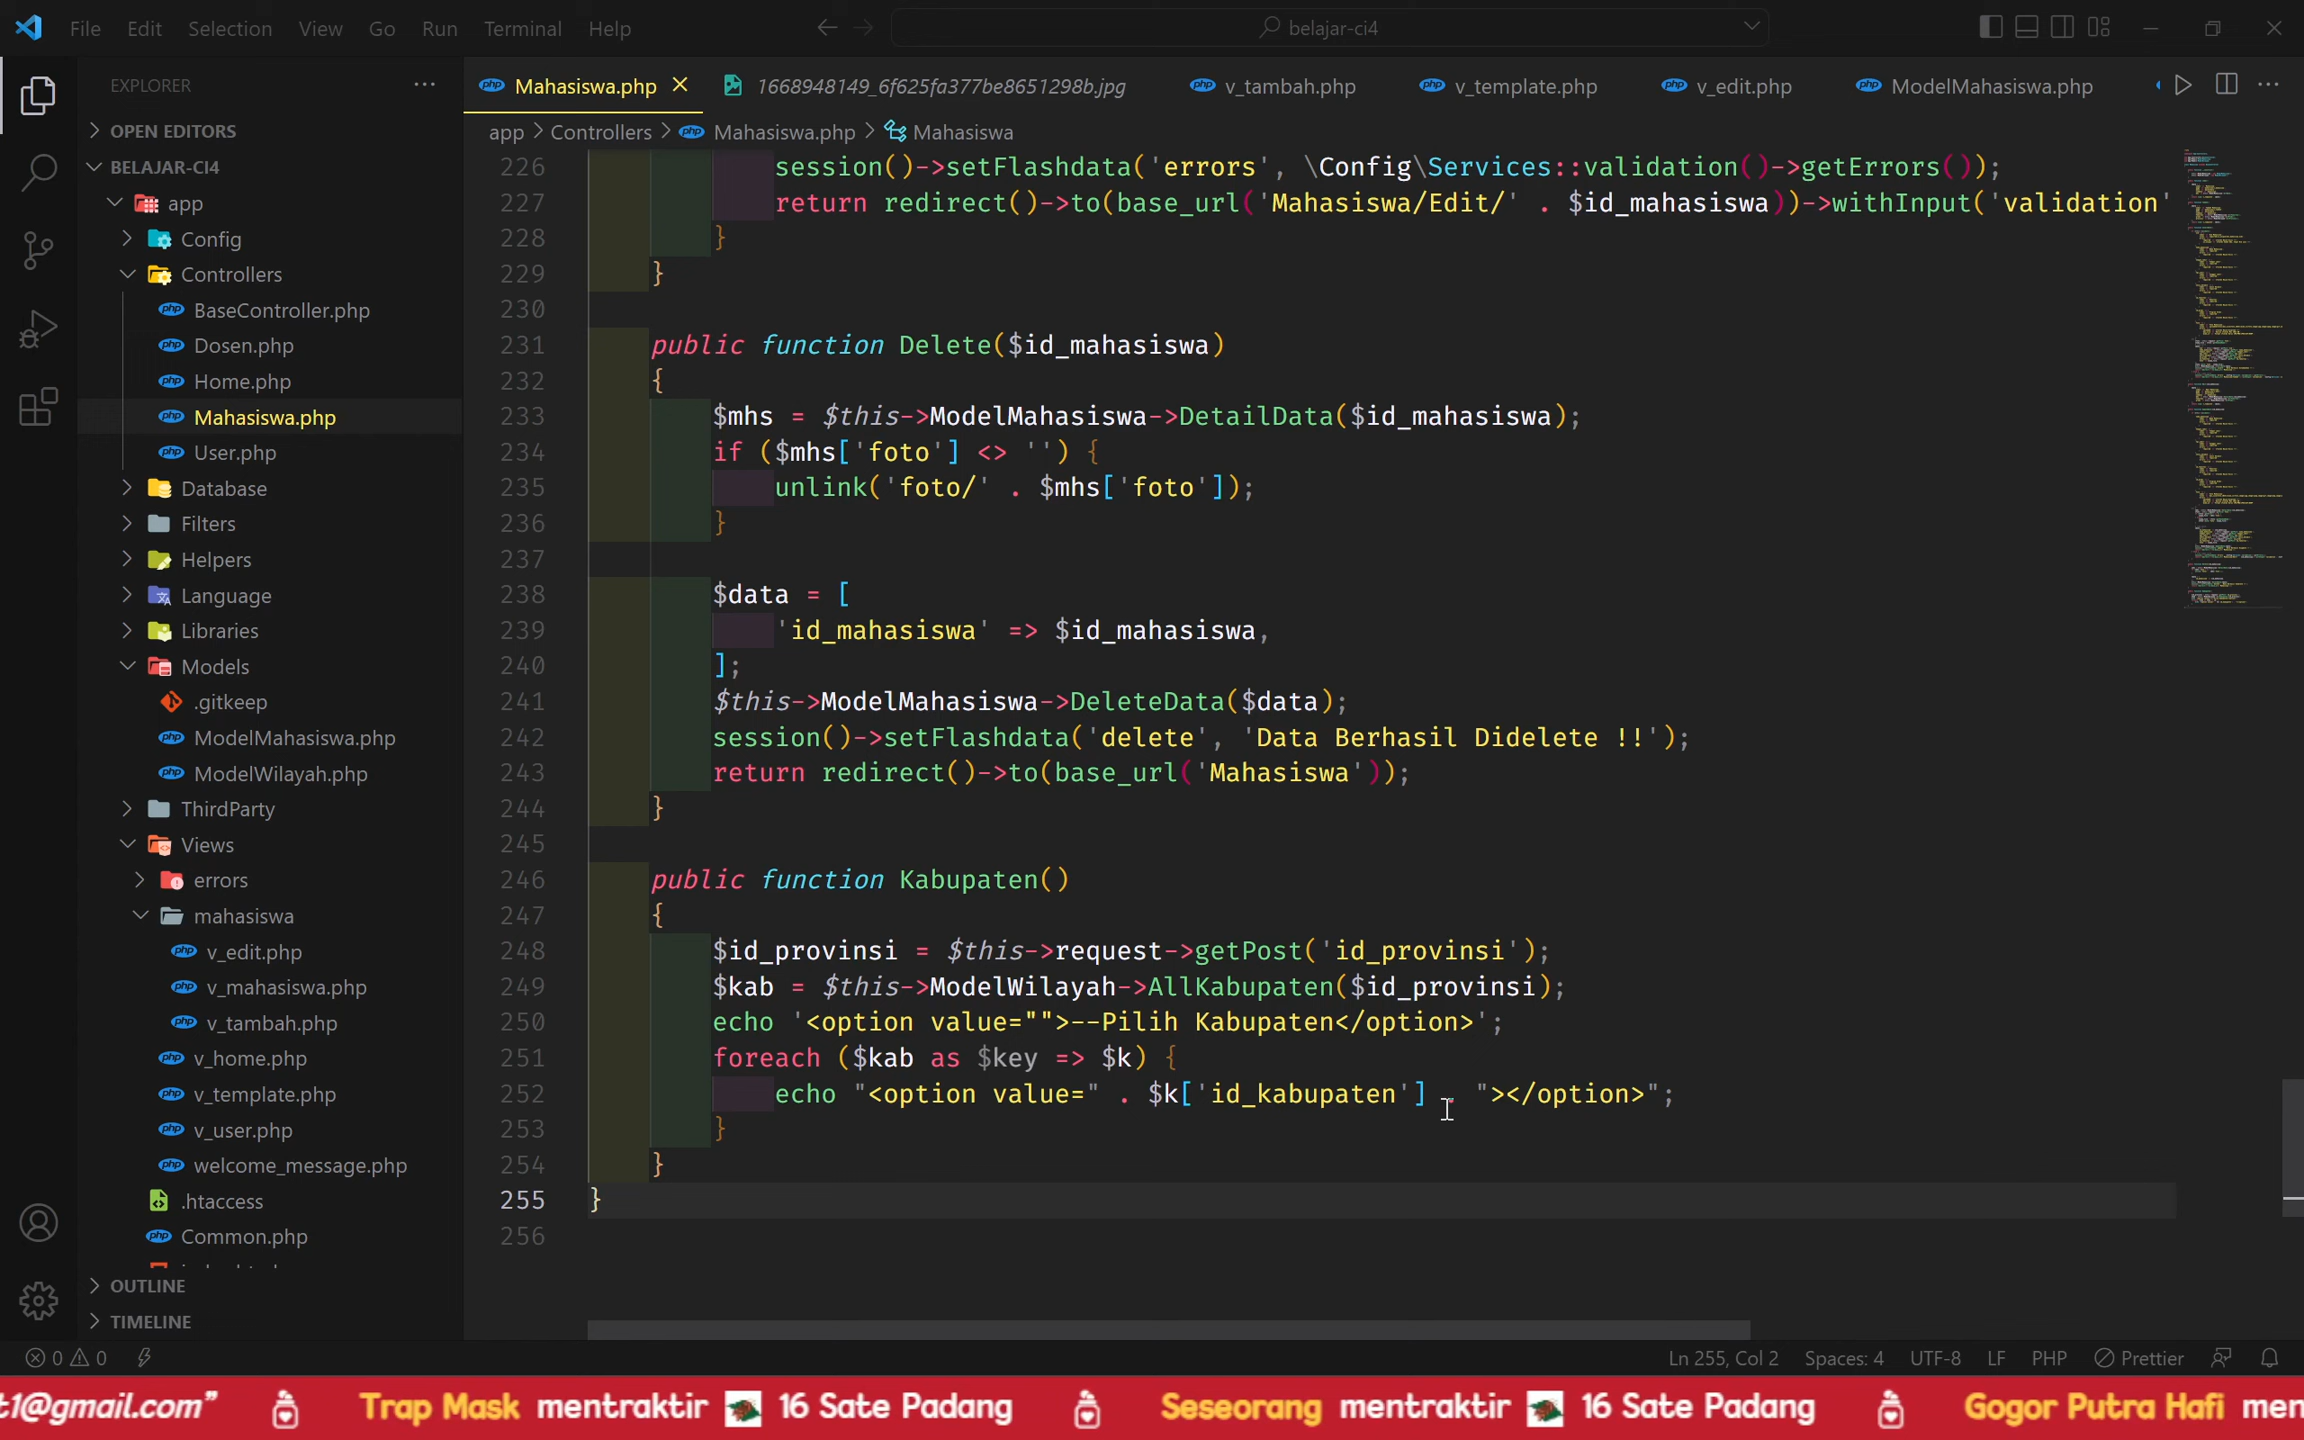 File Edit Selection View Go Run Terminal Help
belajar-ci4
EXPLORER
OPEN EDITORS
BELAJAR-CI4
app
Config
Controllers
BaseController.php
Dosen.php
Home.php
Mahasiswa.php
User.php
Database
Filters
Helpers
Language
Libraries
Models
.gitkeep
ModelMahasiswa.php
ModelWilayah.php
ThirdParty
Views
errors
mahasiswa
v_edit.php
v_mahasiswa.php
v_tambah.php
v_home.php
v_template.php
v_user.php
welcome_message.php
.htaccess
Common.php
OUTLINE
TIMELINE
Mahasiswa.php 1668948149_6f625fa377be8651298b.jpg v_tambah.php v_template.php v_edit.php ModelMahasiswa.php
app > Controllers > Mahasiswa.php > Mahasiswa
226 session()->setFlashdata('errors', \Config\Services::validation()->getErrors());
227 return redirect()->to(base_url('Mahasiswa/Edit/' . $id_mahasiswa))->withInput('validation'
228 }
229 }
230
231 public function Delete($id_mahasiswa)
232 {
233 $mhs = $this->ModelMahasiswa->DetailData($id_mahasiswa);
234 if ($mhs['foto'] <> '') {
235 unlink('foto/' . $mhs['foto']);
236 }
237
238 $data = [
239 'id_mahasiswa' => $id_mahasiswa,
240 ];
241 $this->ModelMahasiswa->DeleteData($data);
242 session()->setFlashdata('delete', 'Data Berhasil Didelete !!');
243 return redirect()->to(base_url('Mahasiswa'));
244 }
245
246 public function Kabupaten()
247 {
248 $id_provinsi = $this->request->getPost('id_provinsi');
249 $kab = $this->ModelWilayah->AllKabupaten($id_provinsi);
250 echo '<option value="">--Pilih Kabupaten</option>';
251 foreach ($kab as $key => $k) {
252 echo "<option value=" . $k['id_kabupaten'] . "></option>";
253 }
254 }
255 }
256
0 0
Ln 255, Col 2 Spaces: 4 UTF-8 LF PHP Prettier
t1@gmail.com” Trap Mask mentraktir 16 Sate Padang Seseorang mentraktir 16 Sate Padang Gogor Putra Hafi men